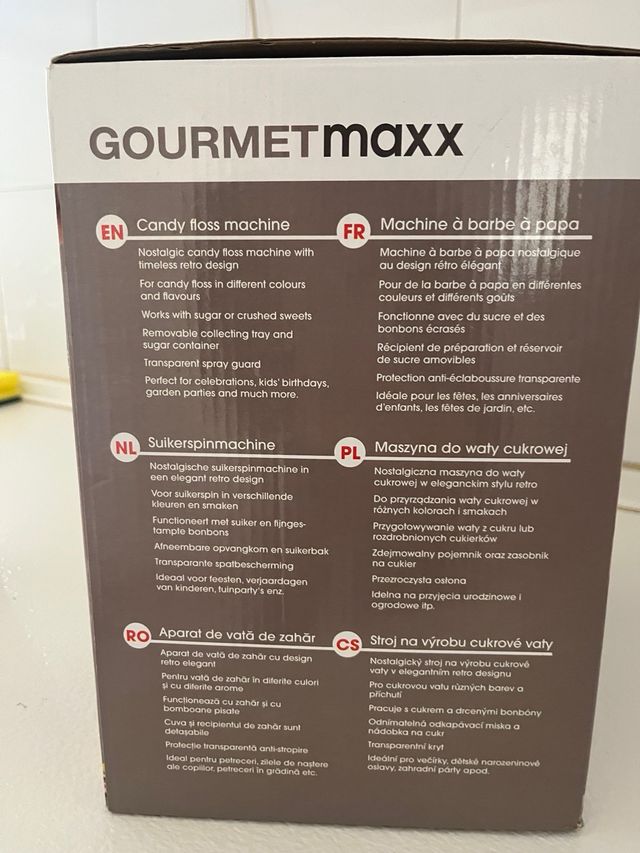 GOURMETmaxx
EN Candy floss machine
Nostalgic candy floss machine with
timeless retro design
For candy floss in different colours
and flavours
Works with sugar or crushed sweets
Removable collecting tray and
sugar container
Transparent spray guard
Perfect for celebrations, kids' birthdays,
garden parties and much more.
FR Machine à barbe à papa
Machine à barbe à papa nostalgique
au design rétro élégant
Pour de la barbe à papa en différentes
couleurs et différents goûts
Fonctionne avec du sucre et des
bonbons écrasés
Récipient de préparation et réservoir
de sucre amovibles
Protection anti-éclaboussure transparente
Idéale pour les fêtes, les anniversaires
d'enfants, les fêtes de jardin, etc.
NL Suikerspinmachine
Nostalgische suikerspinmachine in
een elegant retro design
Voor suikerspin in verschillende
kleuren en smaken
Functioneert met suiker en fijnges-
tampte bonbons
Afneembare opvangkom en suikerbak
Transparante spatbescherming
Ideaal voor feesten, verjaardagen
van kinderen, tuinparty's enz.
PL Maszyna do waty cukrowej
Nostalgiczna maszyna do waty
cukrowej w eleganckim stylu retro
Do przyrządzania waty cukrowej w
różnych kolorach i smakach
Przygotowywanie waty z cukru lub
rozdrobnionych cukierków
Zdejmowalny pojemnik oraz zasobnik
na cukier
Przezroczysta osłona
Idelna na przyjęcia urodzinowe i
ogrodowe itp.
RO Aparat de vată de zahăr
Aparat de vată de zahăr cu design
retro elegant
Pentru vată de zahăr în diferite culori
și cu diferite arome
Funcționează cu zahăr și cu
bomboane pisate
Cuva și recipientul de zahăr sunt
detașabile
Protecție transparentă anti-stropire
Ideal pentru petreceri, zilele de naștere
ale copiilor, petreceri în grădină etc.
CS Stroj na výrobu cukrové vaty
Nostalgický stroj na výrobu cukrové
vaty v elegantním retro designu
Pro cukrovou vatu různých barev a
příchutí
Pracuje s cukrem a drcenými bonbóny
Odnímatelná odkapávací miska a
nádobka na cukr
Transparentní kryt
Ideální pro večírky, dětské narozeninové
oslavy, zahradní párty apod.